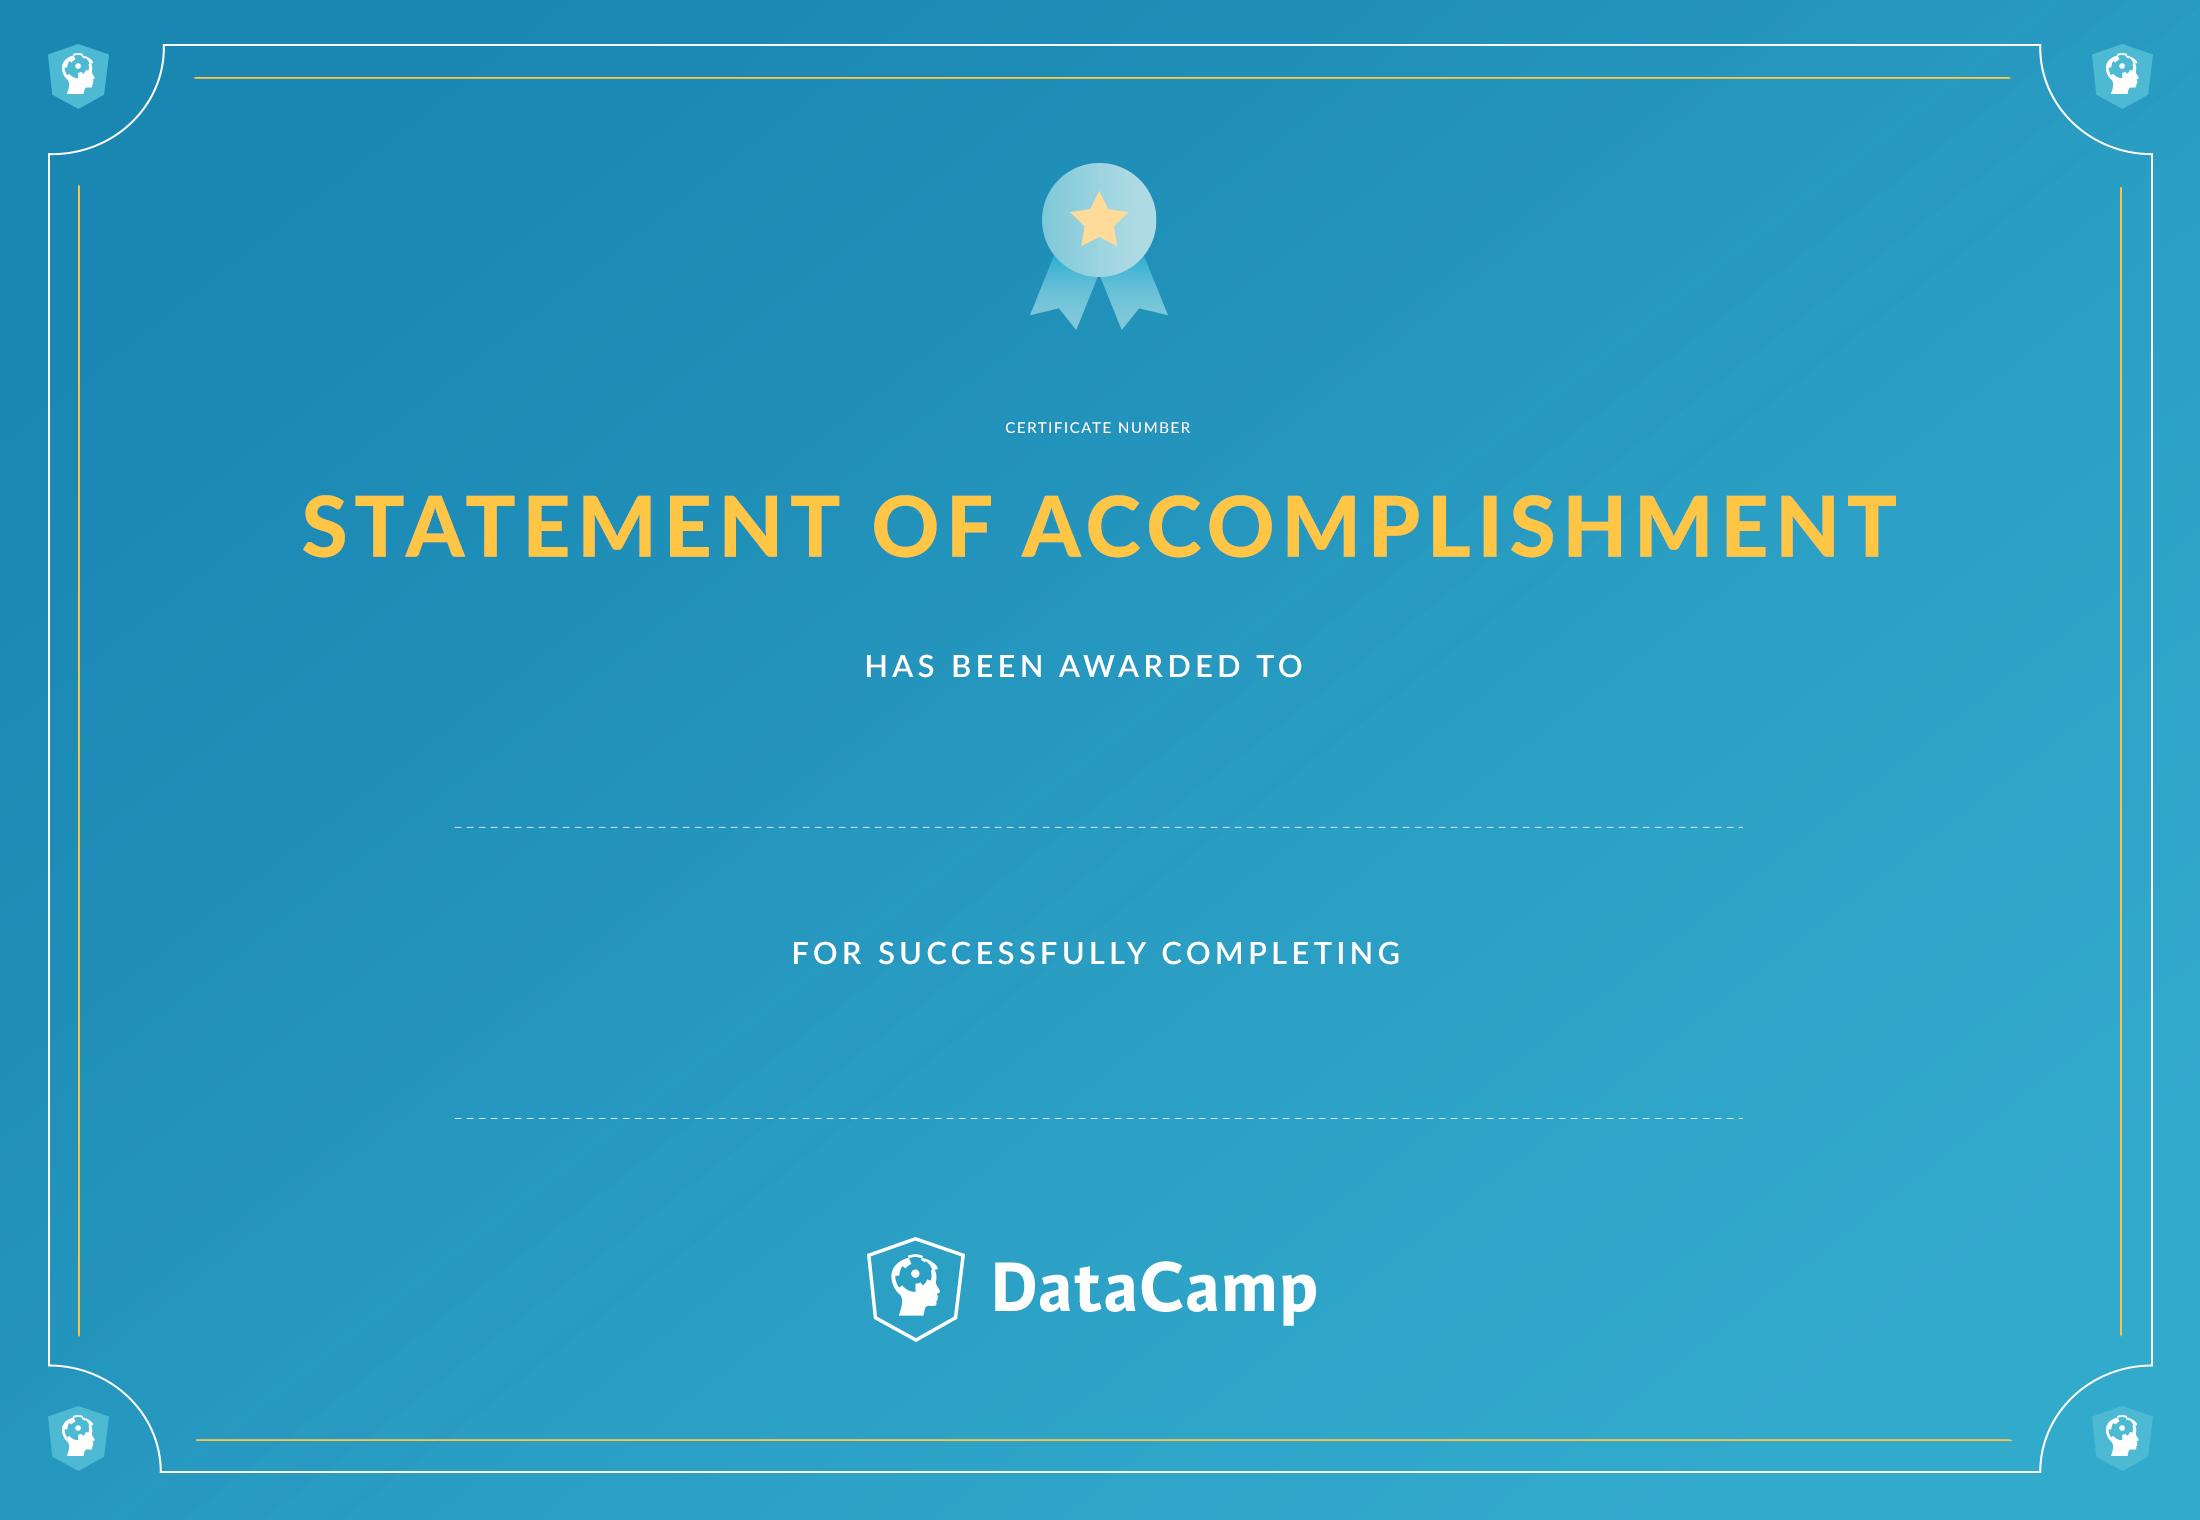 CERTIFICATE NUMBER
STATEMENT OF ACCOMPLISHMENT
HAS BEEN AWARDED TO
FOR SUCCESSFULLY COMPLETING
DataCamp